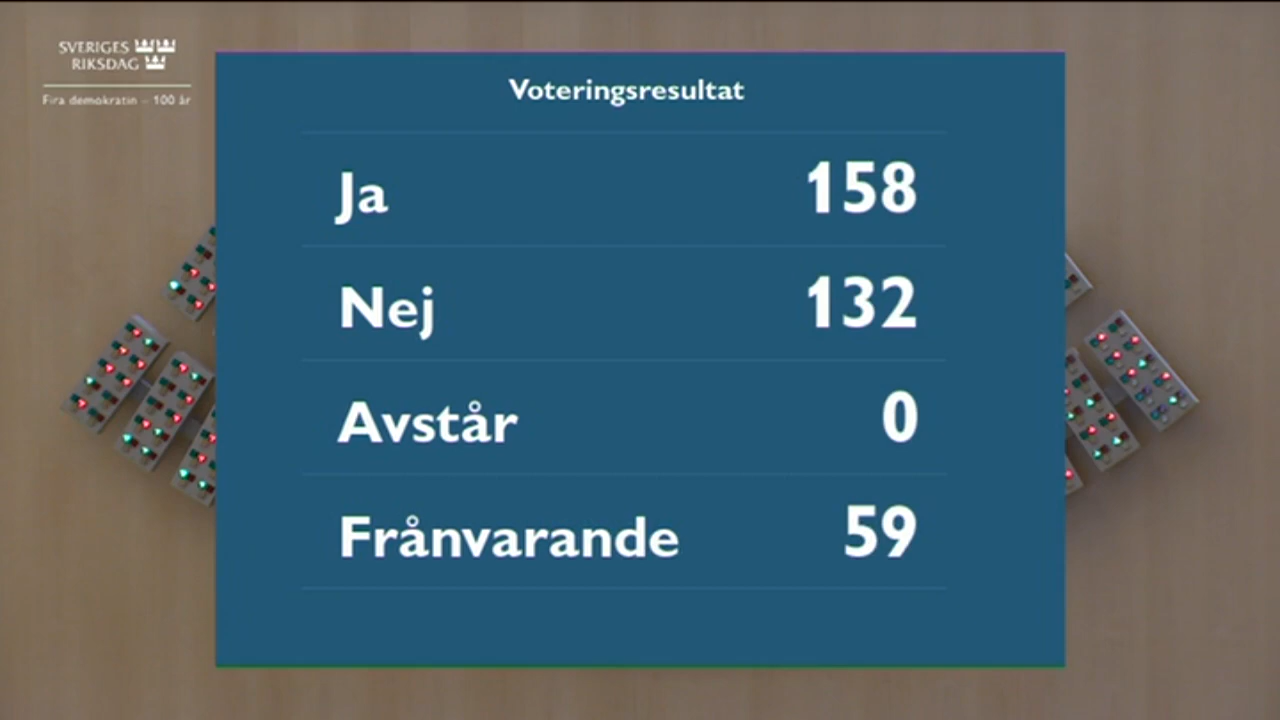 SVERIGES
RIKSDAG
Fira demokratin – 100 år
Voteringsresultat
Ja 158
Nej 132
Avstår 0
Frånvarande 59